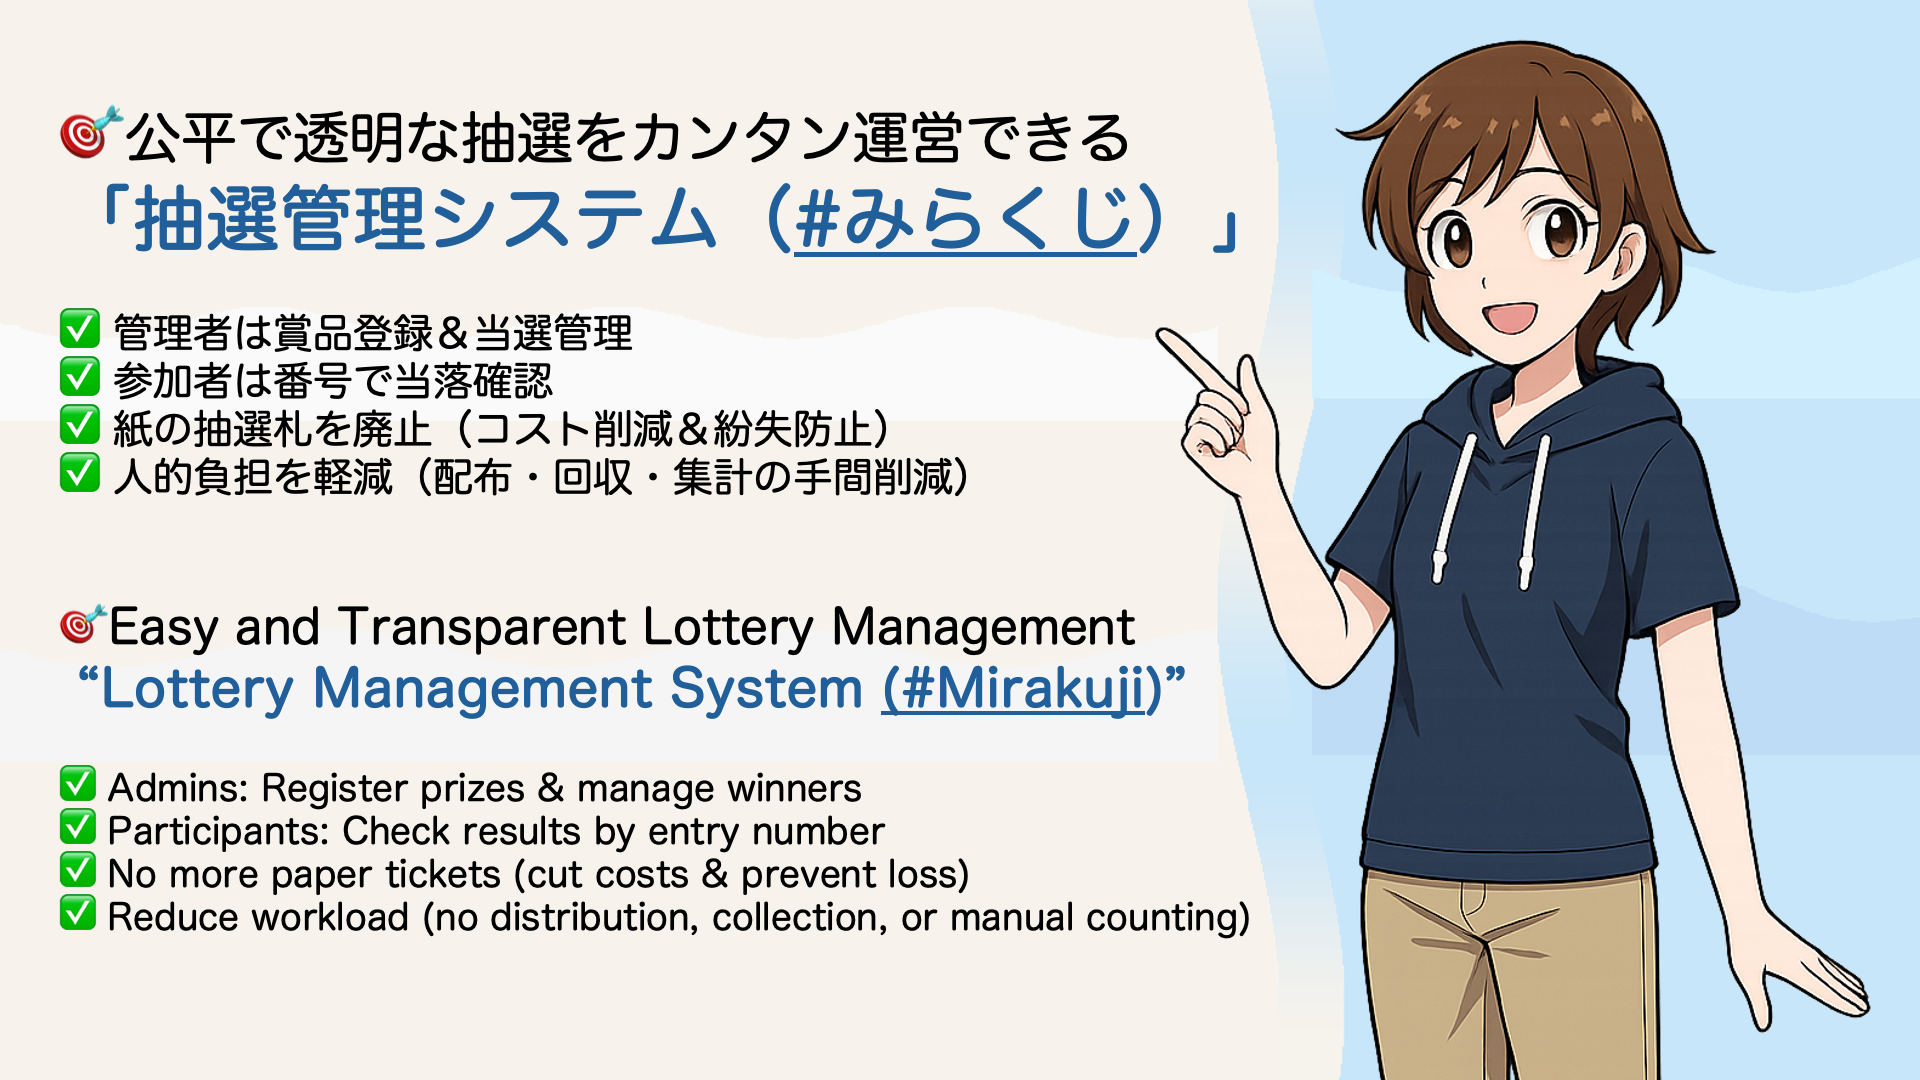 🎯公平で透明な抽選をカンタン運営できる
「抽選管理システム（#みらくじ）」
✅ 管理者は賞品登録＆当選管理
✅ 参加者は番号で当落確認
✅ 紙の抽選札を廃止（コスト削減＆紛失防止）
✅ 人的負担を軽減（配布・回収・集計の手間削減）
🎯Easy and Transparent Lottery Management
“Lottery Management System (#Mirakuji)”
✅ Admins: Register prizes & manage winners
✅ Participants: Check results by entry number
✅ No more paper tickets (cut costs & prevent loss)
✅ Reduce workload (no distribution, collection, or manual counting)